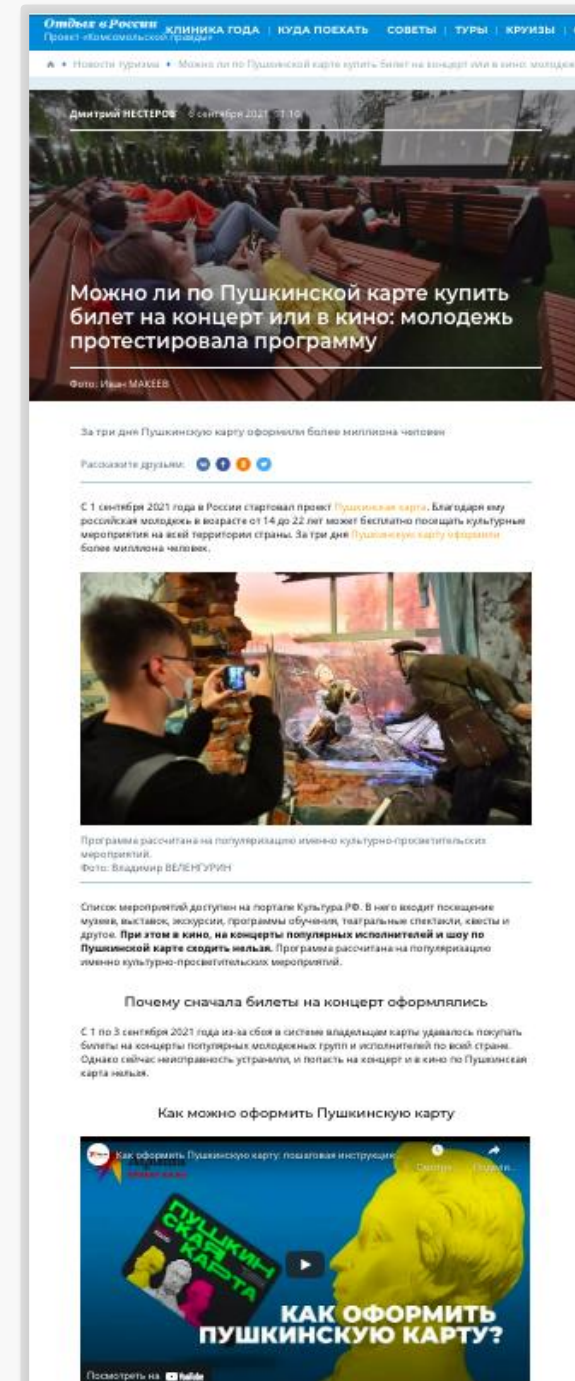 Отдых в России
Проект «Комсомольской правды»
КЛИНИКА ГОДА | КУДА ПОЕХАТЬ СОВЕТЫ | ТУРЫ | КРУИЗЫ |
Новости туризма • Можно ли по Пушкинской карте купить билет на концерт или в кино: молодеж
Дмитрий НЕСТЕРОВ 6 сентября 2021
Можно ли по Пушкинской карте купить
билет на концерт или в кино: молодежь
протестировала программу
Фото: Иван МАКЕЕВ
За три дня Пушкинскую карту оформили более миллиона человек
Расскажите друзьям:
С 1 сентября 2021 года в России стартовал проект Пушкинская карта. Благодаря ему
российская молодежь в возрасте от 14 до 22 лет может бесплатно посещать культурные
мероприятия на всей территории страны. За три дня Пушкинскую карту оформили
более миллиона человек.
Программа рассчитана на популяризацию именно культурно-просветительских
мероприятий.
Фото: Владимир ВЕЛЕНГУРИН
Список мероприятий доступен на портале Культура.РФ. В него входит посещение
музеев, выставок, экскурсии, программы обучения, театральные спектакли, квесты и
другое. При этом в кино, на концерты популярных исполнителей и шоу по
Пушкинской карте сходить нельзя. Программа рассчитана на популяризацию
именно культурно-просветительских мероприятий.
Почему сначала билеты на концерт оформлялись
С 1 по 3 сентября 2021 года из-за сбоя в системе владельцам карты удавалось покупать
билеты на концерты популярных молодежных групп и исполнителей по всей стране.
Однако сейчас неисправность устранили, и попасть на концерт и в кино по Пушкинская
карта нельзя.
Как можно оформить Пушкинскую карту
Как оформить Пушкинскую карту: пошаговая инструкция...
ПУШКИН
СКАЯ
КАРТА
КАК ОФОРМИТЬ
ПУШКИНСКУЮ КАРТУ?
Посмотреть на YouTube